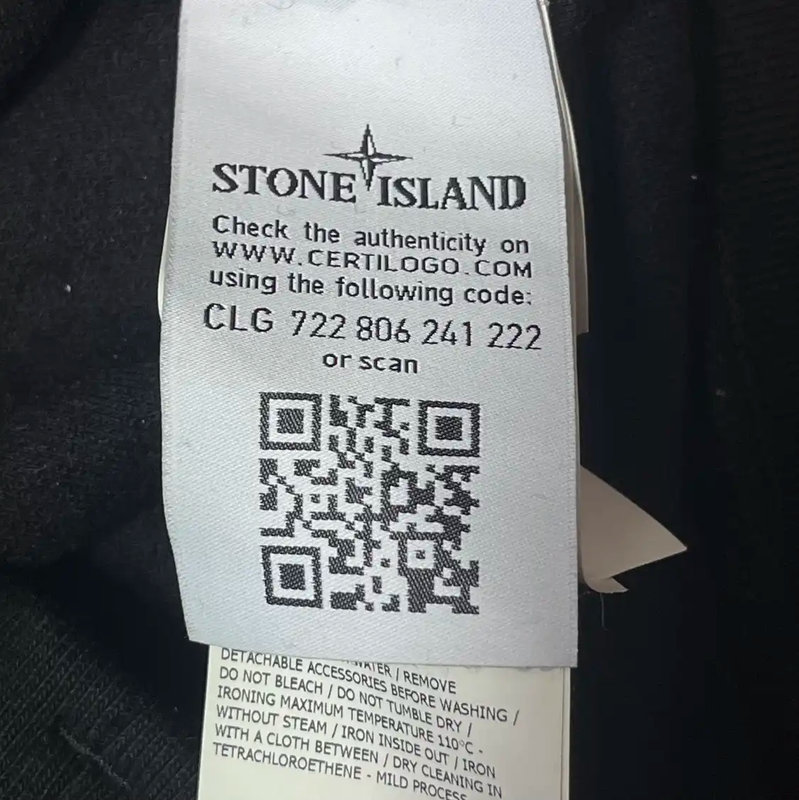 STONE ISLAND
Check the authenticity on
WWW.CERTILOGO.COM
using the following code:
CLG 722 806 241 222
or scan
WATER / REMOVE
DETACHABLE ACCESSORIES BEFORE WASHING /
DO NOT BLEACH / DO NOT TUMBLE DRY /
IRONING MAXIMUM TEMPERATURE 110°C -
WITHOUT STEAM / IRON INSIDE OUT / IRON
WITH A CLOTH BETWEEN / DRY CLEANING IN
TETRACHLOROETHENE - MILD PROCESS